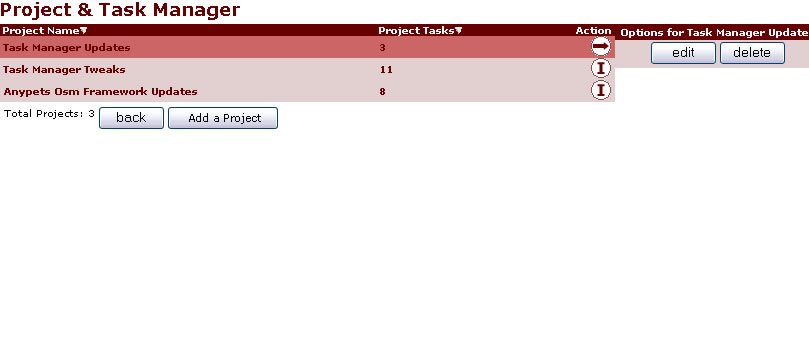 Project & Task Manager
Project Name▼ Project Tasks▼ Action Options for Task Manager Update
Task Manager Updates 3 edit delete
Task Manager Tweaks 11
Anypets Osm Framework Updates 8
Total Projects: 3 back Add a Project